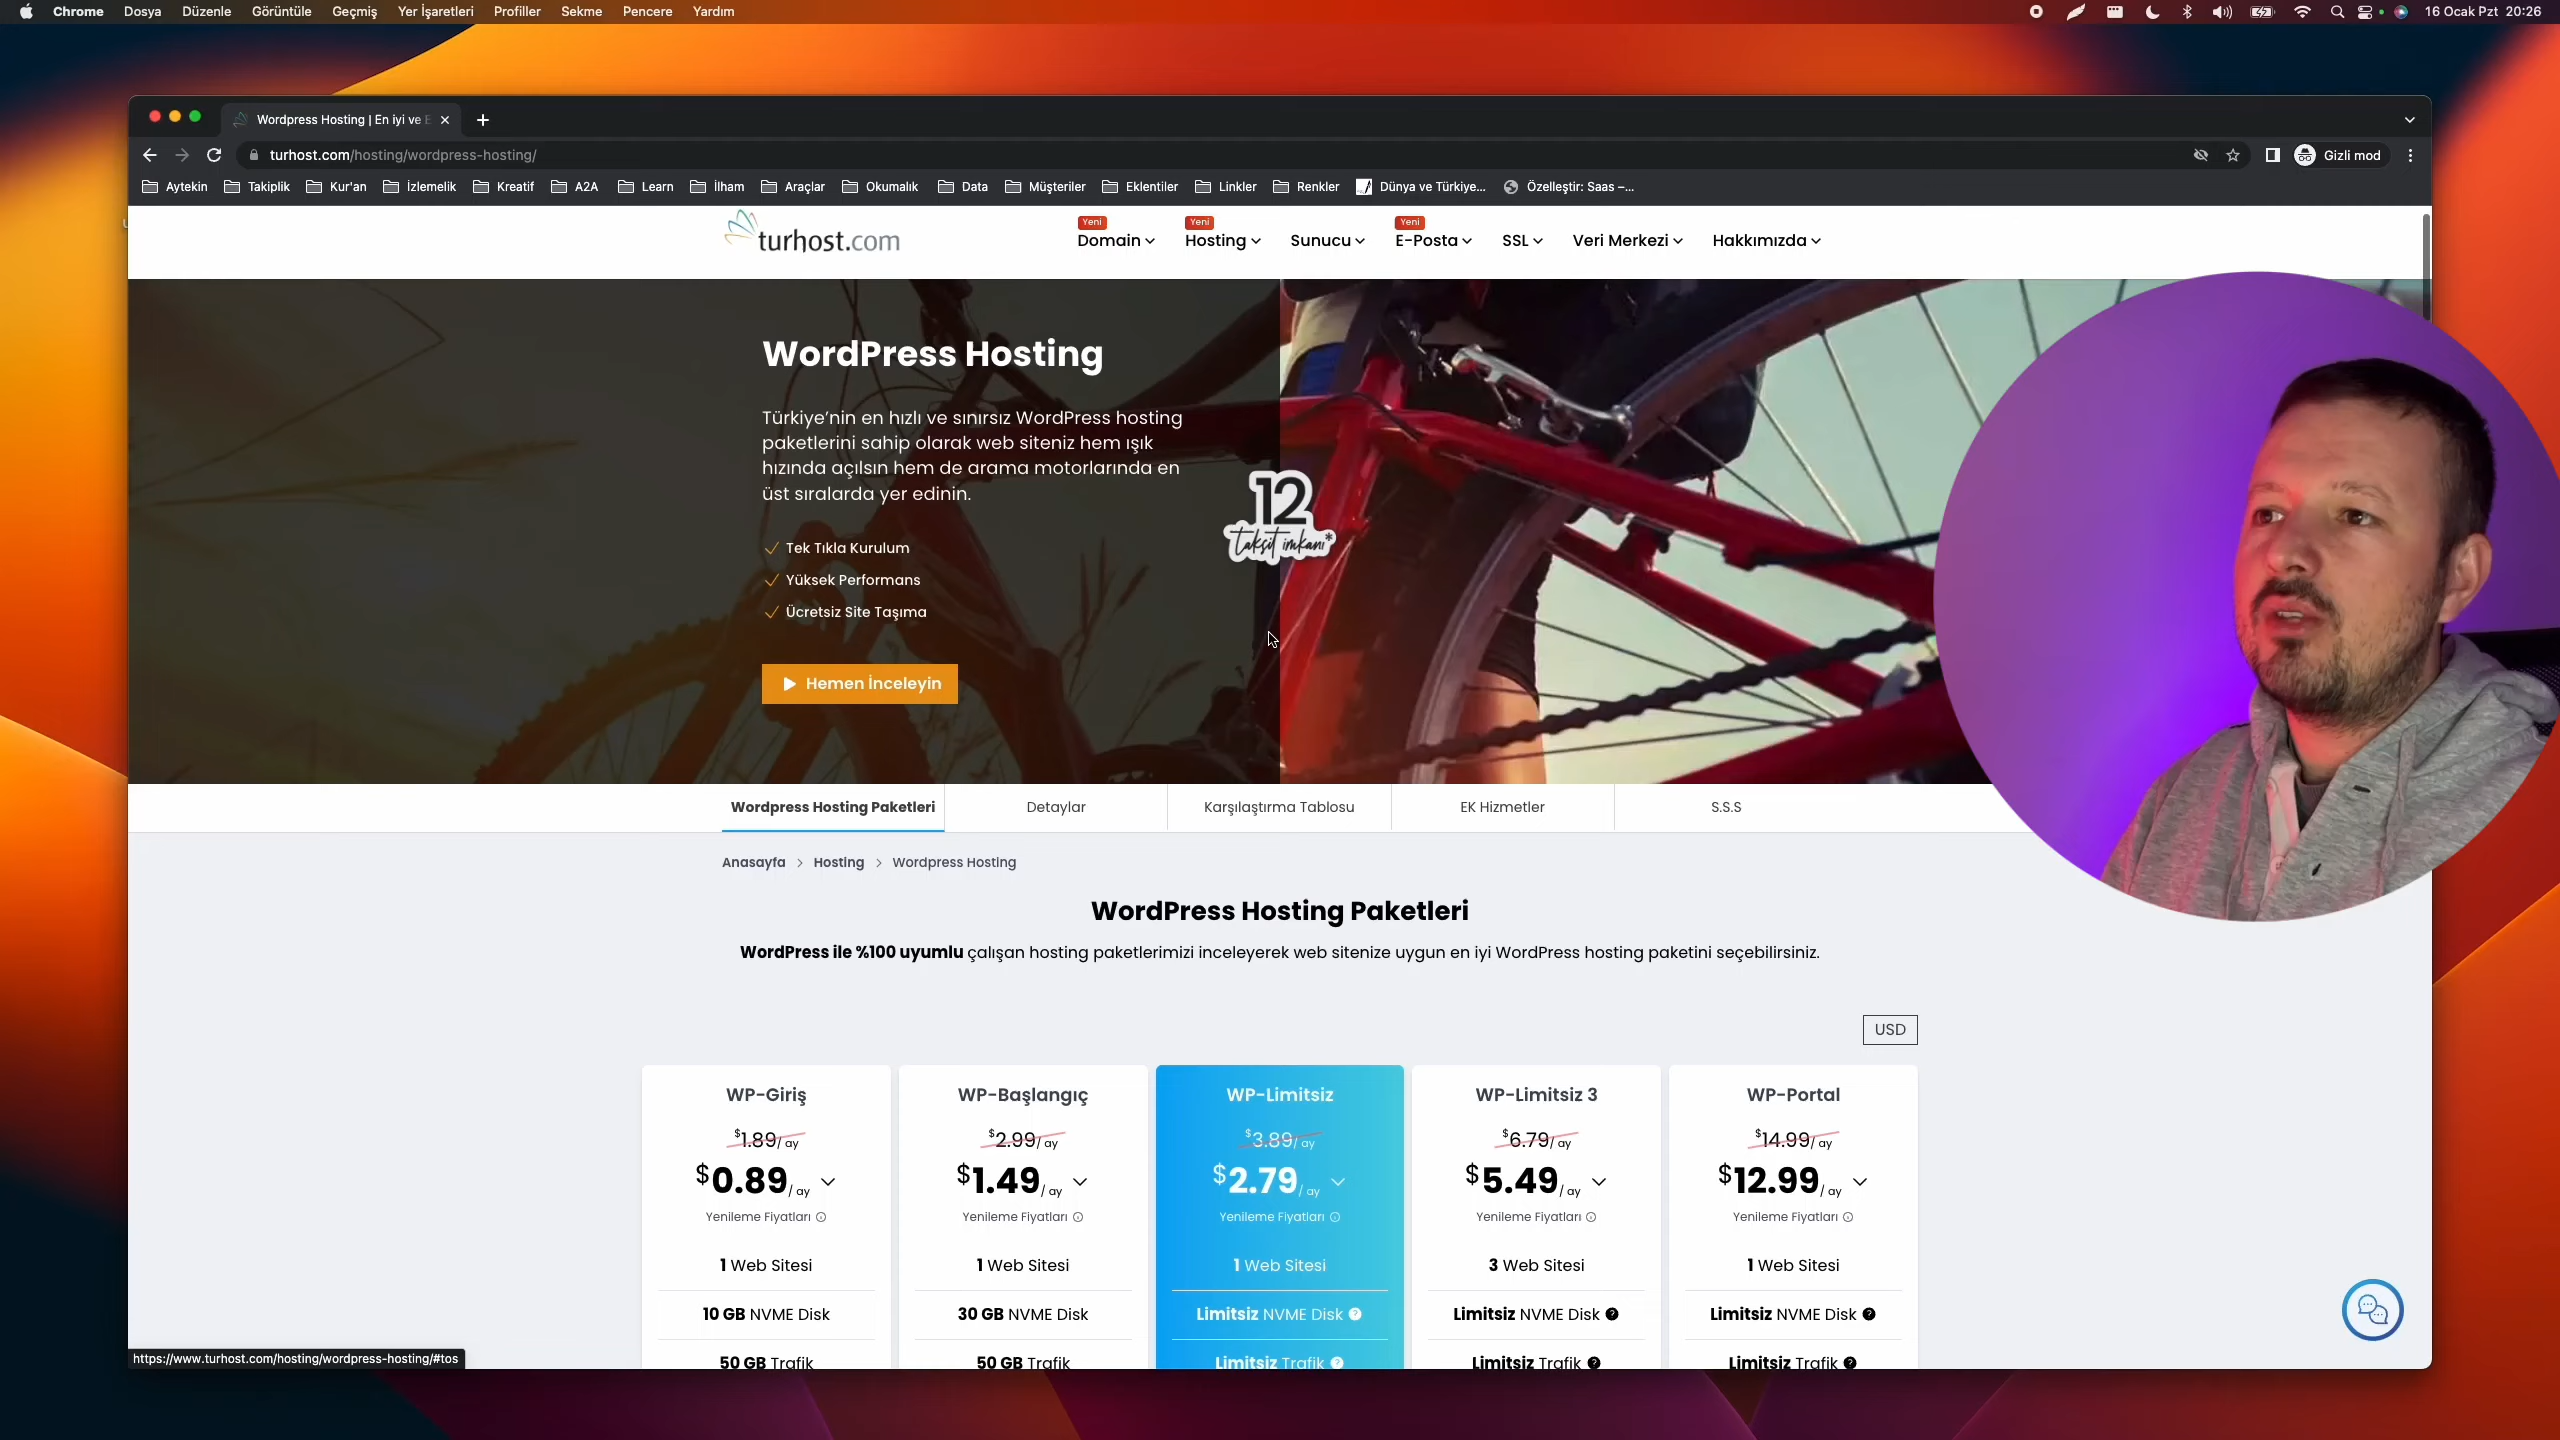 Chrome Dosya Düzenle Görüntüle Geçmiş Yer İşaretleri Profiller Sekme Pencere Yardım
16 Ocak Pzt 20:26
Wordpress Hosting | En iyi ve E
turhost.com/hosting/wordpress-hosting/
Gizli mod
Aytekin Takiplik Kur'an İzlemelik Kreatif A2A Learn İlham Araçlar Okumalık Data Müşteriler Eklentiler Linkler Renkler Dünya ve Türkiye... Özelleştir: Saas –...
turhost.com
Yeni Yeni Yeni
Domain Hosting Sunucu E-Posta SSL Veri Merkezi Hakkımızda
WordPress Hosting
Türkiye'nin en hızlı ve sınırsız WordPress hosting
paketlerini sahip olarak web siteniz hem ışık
hızında açılsın hem de arama motorlarında en
üst sıralarda yer edinin.
12
taksit imkanı*
Tek Tıkla Kurulum
Yüksek Performans
Ücretsiz Site Taşıma
Hemen İnceleyin
Wordpress Hosting Paketleri Detaylar Karşılaştırma Tablosu EK Hizmetler S.S.S
Anasayfa > Hosting > Wordpress Hosting
WordPress Hosting Paketleri
WordPress ile %100 uyumlu çalışan hosting paketlerimizi inceleyerek web sitenize uygun en iyi WordPress hosting paketini seçebilirsiniz.
USD
WP-Giriş WP-Başlangıç WP-Limitsiz WP-Limitsiz 3 WP-Portal
$1.89/ ay $2.99/ ay $3.89/ ay $6.79/ ay $14.99/ ay
$0.89/ ay $1.49/ ay $2.79/ ay $5.49/ ay $12.99/ ay
Yenileme Fiyatları Yenileme Fiyatları Yenileme Fiyatları Yenileme Fiyatları Yenileme Fiyatları
1 Web Sitesi 1 Web Sitesi 1 Web Sitesi 3 Web Sitesi 1 Web Sitesi
10 GB NVME Disk 30 GB NVME Disk Limitsiz NVME Disk Limitsiz NVME Disk Limitsiz NVME Disk
50 GB Trafik 50 GB Trafik Limitsiz Trafik Limitsiz Trafik Limitsiz Trafik
https://www.turhost.com/hosting/wordpress-hosting/#tos